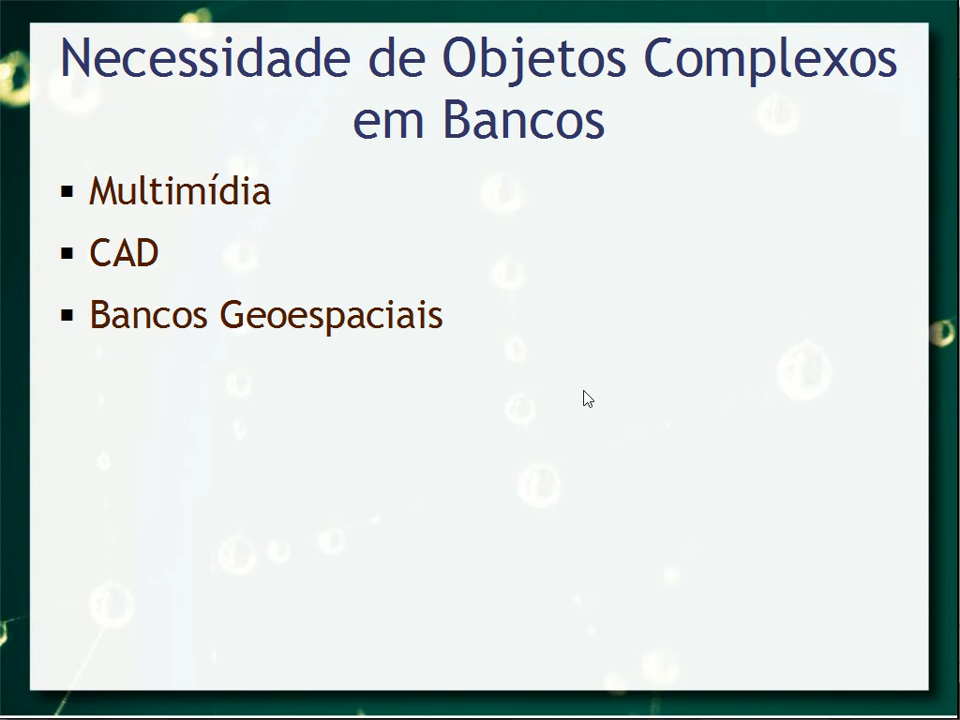 Necessidade de Objetos Complexos
em Bancos
Multimídia
CAD
Bancos Geoespaciais